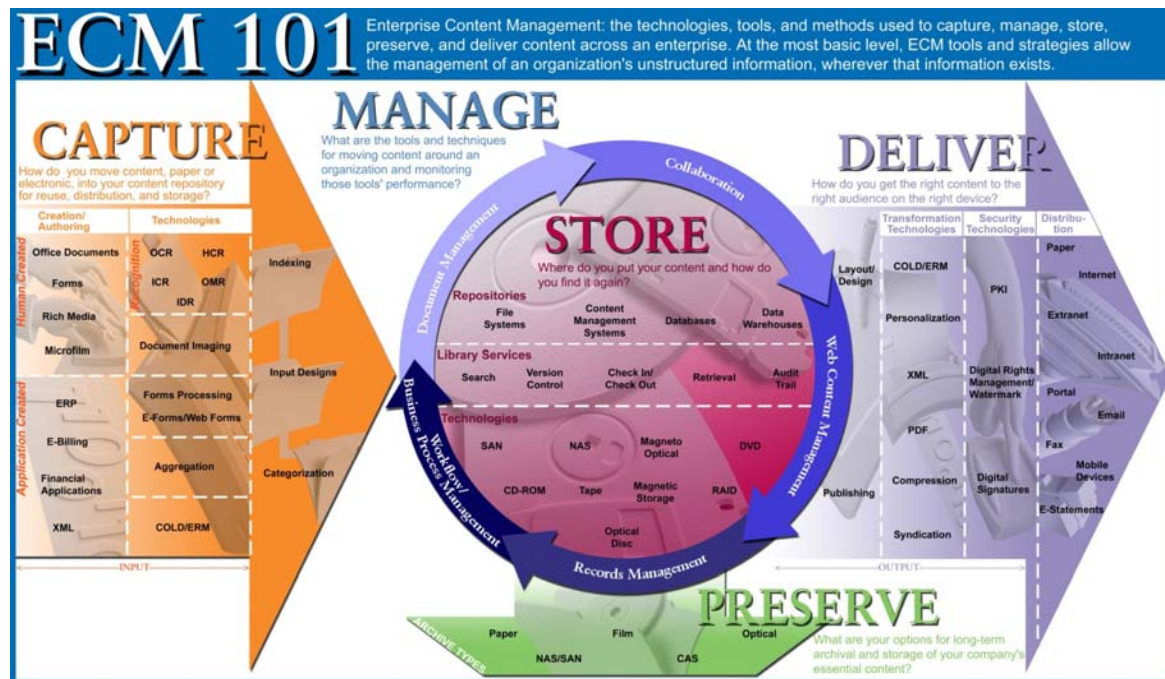 ECM 101
Enterprise Content Management: the technologies, tools, and methods used to capture, manage, store,
preserve, and deliver content across an enterprise. At the most basic level, ECM tools and strategies allow
the management of an organization's unstructured information, wherever that information exists.
CAPTURE
How do you move content, paper or
electronic, into your content repository
for reuse, distribution, and storage?
Creation/
Authoring
Technologies
Human Created
Office Documents
Forms
Rich Media
Microfilm
Application Created
ERP
E-Billing
Financial
Applications
XML
Recognition
OCR HCR
ICR OMR
IDR
Document Imaging
Forms Processing
E-Forms/Web Forms
Aggregation
COLD/ERM
Indexing
Input Designs
Categorization
INPUT
MANAGE
What are the tools and techniques
for moving content around an
organization and monitoring
those tools' performance?
Document Management
Collaboration
Web Content Management
Records Management
Workflow/
Business Process Management
STORE
Where do you put your content and how do
you find it again?
Repositories
File
Systems
Content
Management
Systems
Databases
Data
Warehouses
Library Services
Search
Version
Control
Check In/
Check Out
Retrieval
Audit
Trail
Technologies
SAN
NAS
Magneto
Optical
DVD
CD-ROM
Tape
Magnetic
Storage
RAID
Optical
Disc
DELIVER
How do you get the right content to the
right audience on the right device?
Transformation
Technologies
Security
Technologies
Distribu-
tion
Layout/
Design
Publishing
COLD/ERM
Personalization
XML
PDF
Compression
Syndication
PKI
Digital Rights
Management/
Watermark
Digital
Signatures
Paper
Internet
Extranet
Intranet
Portal
Email
Fax
Mobile
Devices
E-Statements
OUTPUT
PRESERVE
What are your options for long-term
archival and storage of your company's
essential content?
ARCHIVE TYPES
Paper
Film
Optical
NAS/SAN
CAS